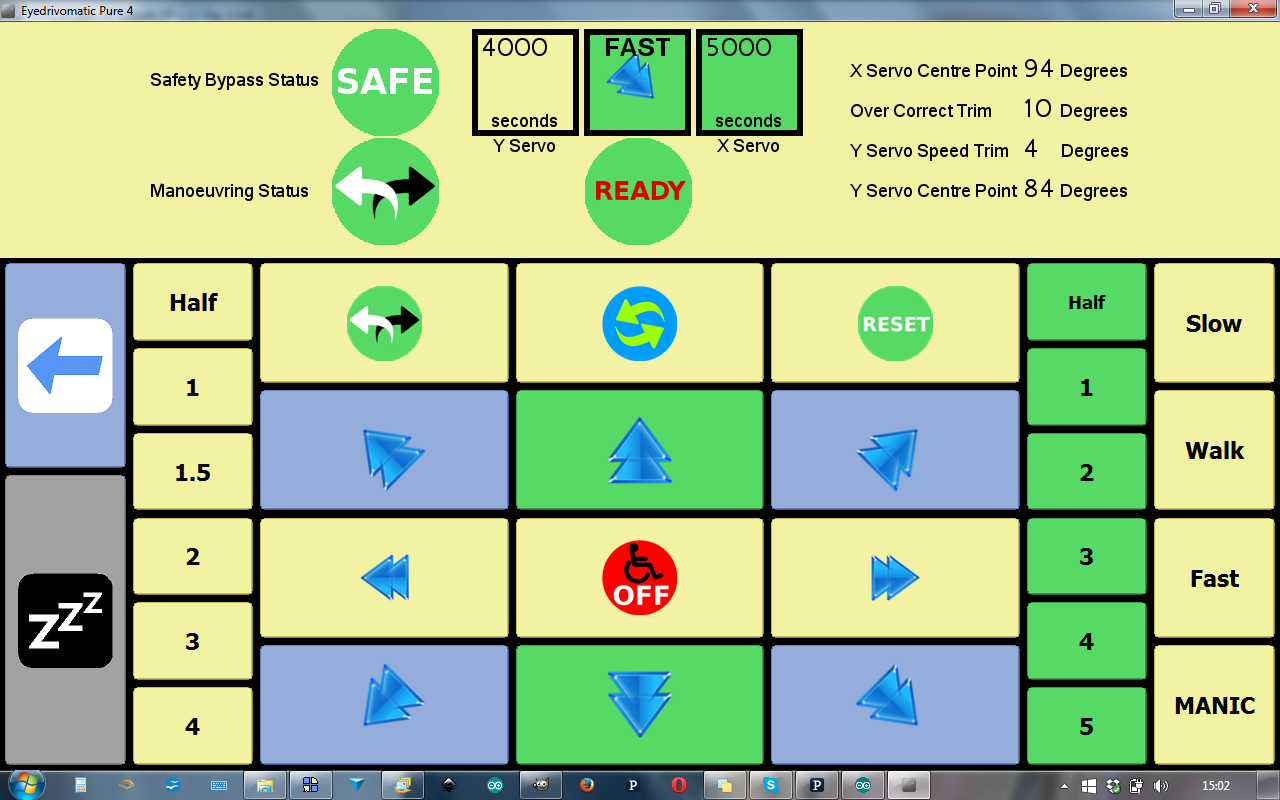 Eyedrivomatic Pure 4
Safety Bypass Status
SAFE
4000
seconds
Y Servo
FAST
5000
seconds
X Servo
X Servo Centre Point 94 Degrees
Over Correct Trim 10 Degrees
Y Servo Speed Trim 4 Degrees
Y Servo Centre Point 84 Degrees
Manoeuvring Status
READY
Half
1
1.5
2
3
4
zzz
RESET
OFF
Half
1
2
3
4
5
Slow
Walk
Fast
MANIC
P
S
P
15:02